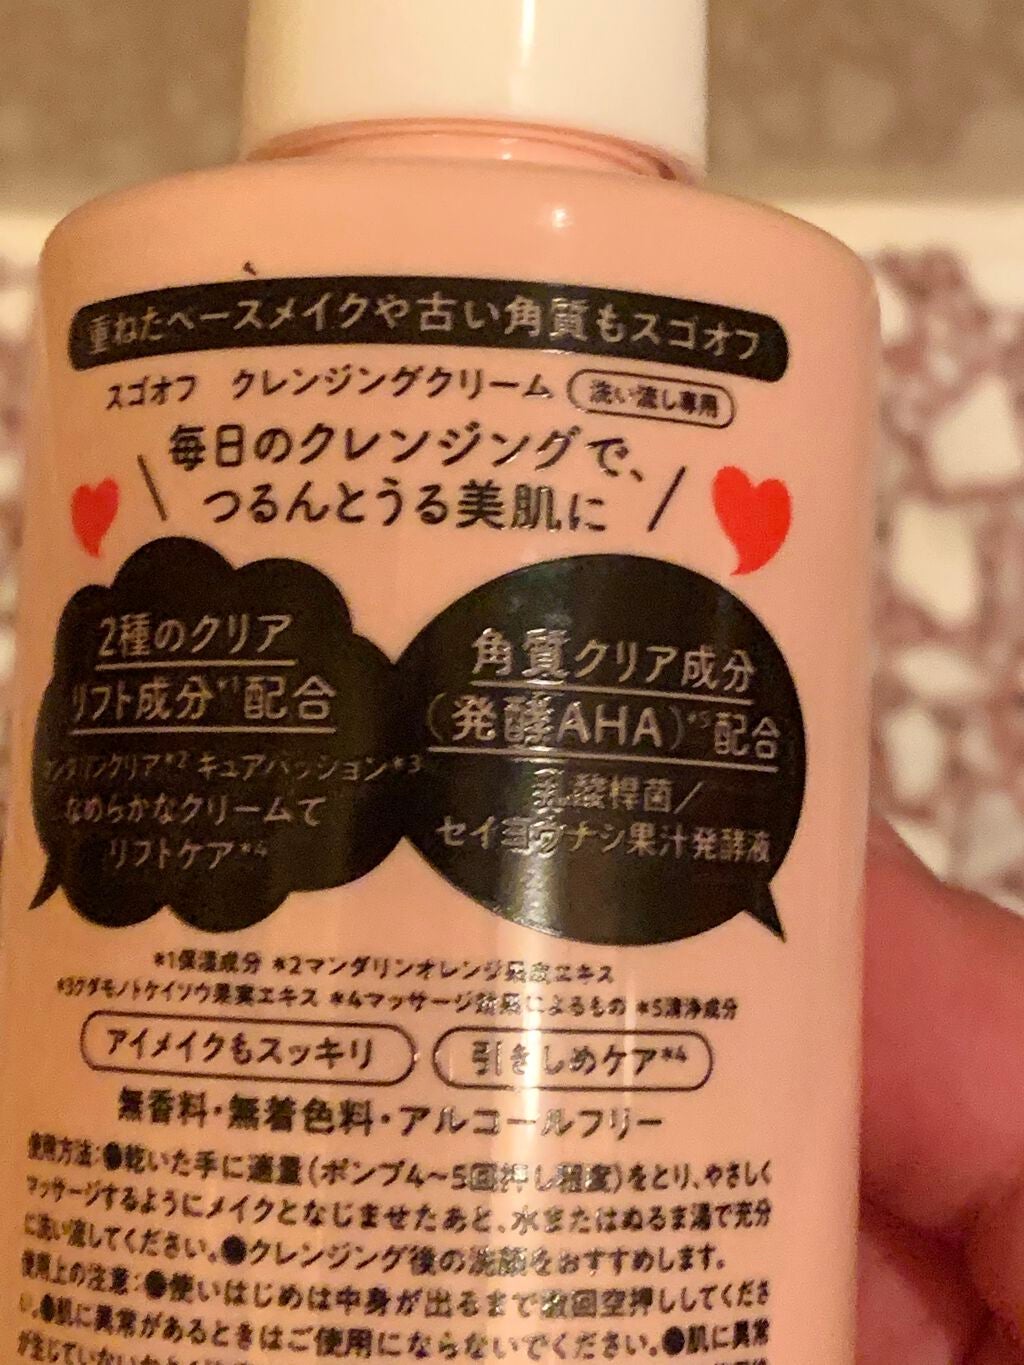 重ねたベースメイクや古い角質もスゴオフ
スゴオフ クレンジングクリーム 洗い流し専用
毎日のクレンジングで、
つるんとうる美肌に
2種のクリア
リフト成分*1配合
マンダリンクリア*2 キュアパッション*3
なめらかなクリームで
リフトケア*4
角質クリア成分
(発酵AHA)*5配合
乳酸桿菌/
セイヨウナシ果汁発酵液
*1保湿成分 *2マンダリンオレンジ果皮エキス
*3クダモノトケイソウ果実エキス *4マッサージ効果によるもの *5清浄成分
アイメイクもスッキリ 引きしめケア*4
無香料・無着色料・アルコールフリー
使用方法:●乾いた手に適量(ポンプ4〜5回押し程度)をとり、やさしく
マッサージするようにメイクとなじませたあと、水またはぬるま湯で充分
に洗い流してください。●クレンジング後の洗顔をおすすめします。
使用上の注意:●使いはじめは中身が出るまで数回空押ししてくださ
い。●肌に異常があるときはご使用にならないでください。●肌に異常
が生じていないか